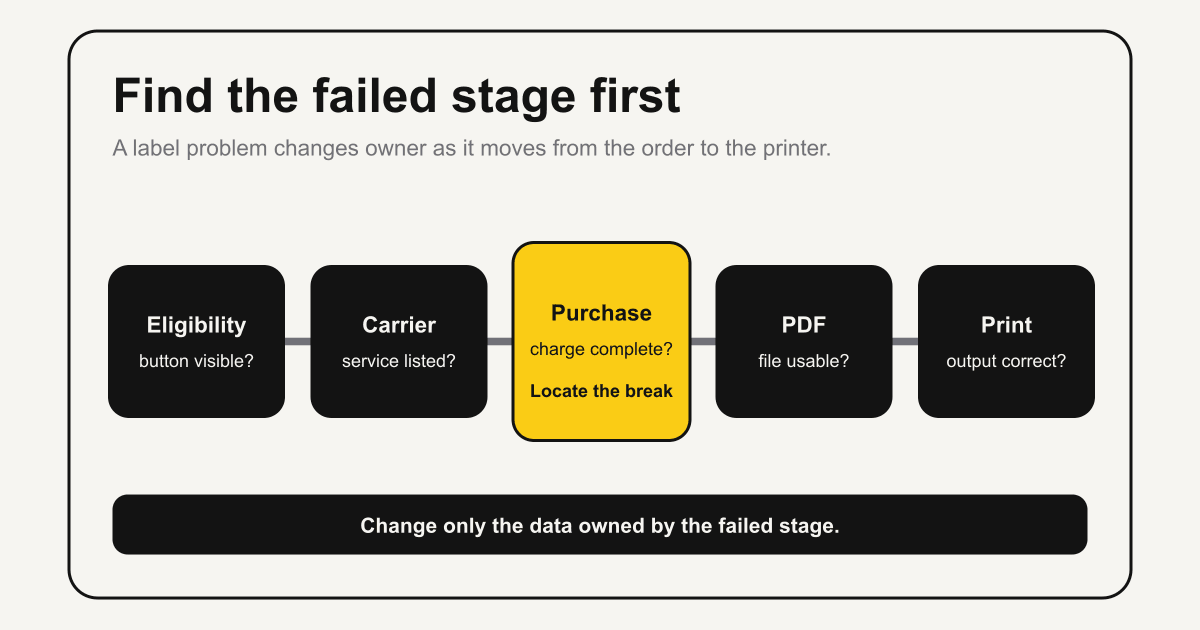 Find the failed stage first
A label problem changes owner as it moves from the order to the printer.
Eligibility
button visible?
Carrier
service listed?
Purchase
charge complete?
Locate the break
PDF
file usable?
Print
output correct?
Change only the data owned by the failed stage.